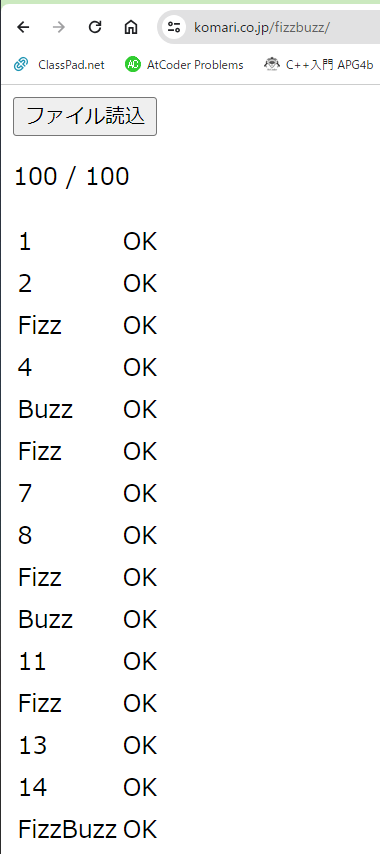 komari.co.jp/fizzbuzz/
ClassPad.net AtCoder Problems C++入門 APG4b
ファイル読込
100 / 100
1 OK
2 OK
Fizz OK
4 OK
Buzz OK
Fizz OK
7 OK
8 OK
Fizz OK
Buzz OK
11 OK
Fizz OK
13 OK
14 OK
FizzBuzz OK